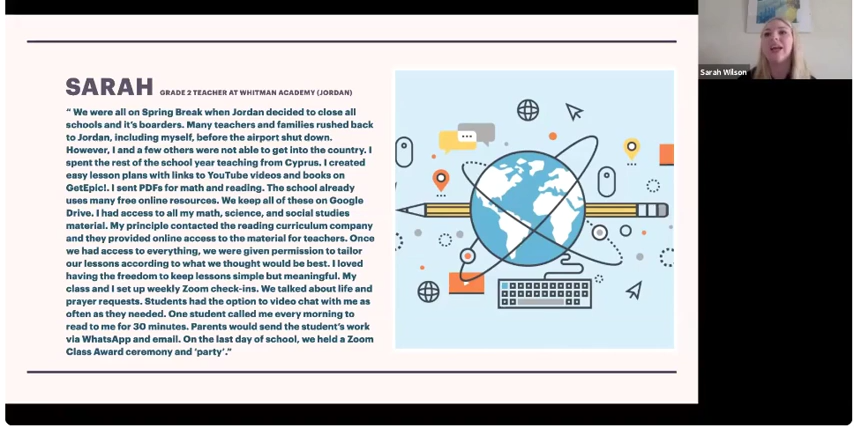 SARAH GRADE 2 TEACHER AT WHITMAN ACADEMY (JORDAN)
“ We were all on Spring Break when Jordan decided to close all
schools and it's boarders. Many teachers and families rushed back
to Jordan, including myself, before the airport shut down.
However, I and a few others were not able to get into the country. I
spent the rest of the school year teaching from Cyprus. I created
easy lesson plans with links to YouTube videos and books on
GetEpic!. I sent PDFs for math and reading. The school already
uses many free online resources. We keep all of these on Google
Drive. I had access to all my math, science, and social studies
material. My principle contacted the reading curriculum company
and they provided online access to the material for teachers. Once
we had access to everything, we were given permission to tailor
our lessons according to what we thought would be best. I loved
having the freedom to keep lessons simple but meaningful. My
class and I set up weekly Zoom check-ins. We talked about life and
prayer requests. Students had the option to video chat with me as
often as they needed. One student called me every morning to
read to me for 30 minutes. Parents would send the student's work
via WhatsApp and email. On the last day of school, we held a Zoom
Class Award ceremony and ‘party’.”
Sarah Wilson